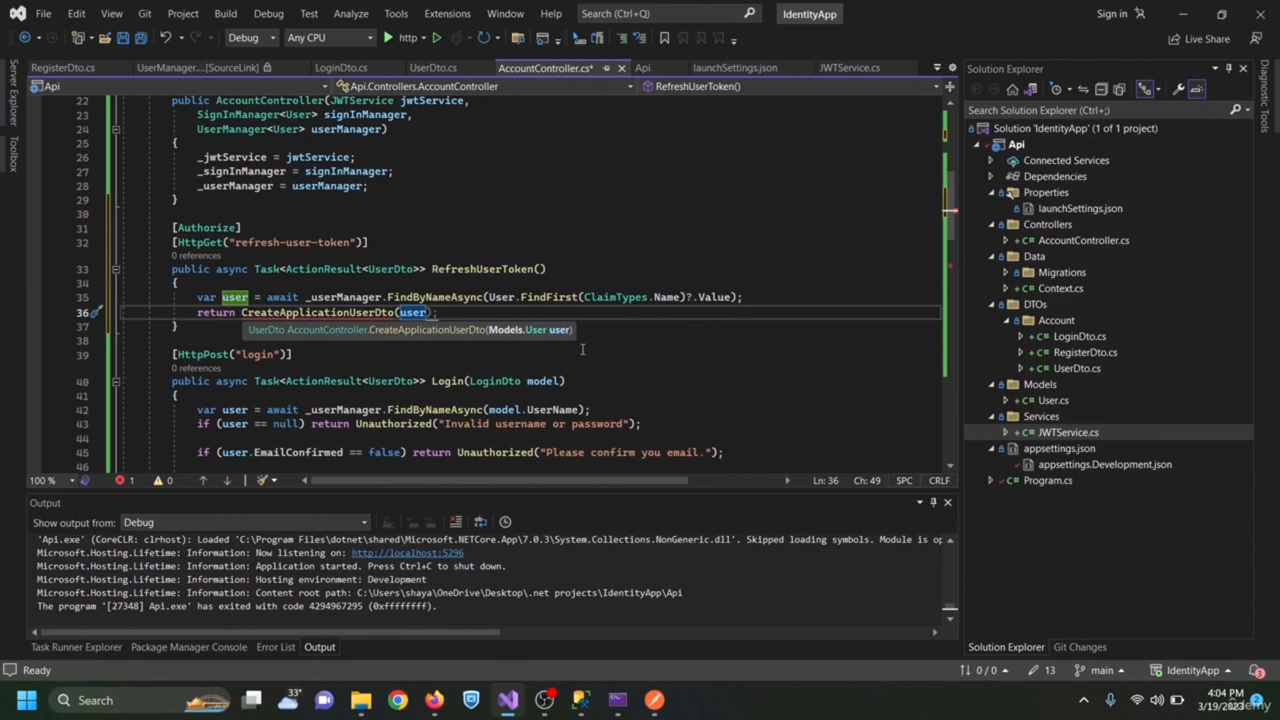 File Edit View Git Project Build Debug Test Analyze Tools Extensions Window Help Search (Ctrl+;) IdentityApp Sign in
Debug Any CPU http Live Share
RegisterDto.cs UserManager....[SourceLink] LoginDto.cs UserDto.cs AccountController.cs* Api launchSettings.json JWTService.cs
Api Api.Controllers.AccountController RefreshUserToken()
Server Explorer
Toolbox
22 public AccountController(JWTService jwtService,
23 SignInManager<User> signInManager,
24 UserManager<User> userManager)
25 {
26 _jwtService = jwtService;
27 _signInManager = signInManager;
28 _userManager = userManager;
29 }
30
31 [Authorize]
32 [HttpGet("refresh-user-token")]
0 references
33 public async Task<ActionResult<UserDto>> RefreshUserToken()
34 {
35 var user = await _userManager.FindByNameAsync(User.FindFirst(ClaimTypes.Name)?.Value);
36 return CreateApplicationUserDto(user);
UserDto AccountController.CreateApplicationUserDto(Models.User user)
37 }
38
39 [HttpPost("login")]
0 references
40 public async Task<ActionResult<UserDto>> Login(LoginDto model)
41 {
42 var user = await _userManager.FindByNameAsync(model.UserName);
43 if (user == null) return Unauthorized("Invalid username or password");
44
45 if (user.EmailConfirmed == false) return Unauthorized("Please confirm you email.");
46
100 % 1 0 Ln: 36 Ch: 49 SPC CRLF
Output
Show output from: Debug
'Api.exe' (CoreCLR: clrhost): Loaded 'C:\Program Files\dotnet\shared\Microsoft.NETCore.App\7.0.3\System.Collections.NonGeneric.dll'. Skipped loading symbols. Module is op
Microsoft.Hosting.Lifetime: Information: Now listening on: http://localhost:5296
Microsoft.Hosting.Lifetime: Information: Application started. Press Ctrl+C to shut down.
Microsoft.Hosting.Lifetime: Information: Hosting environment: Development
Microsoft.Hosting.Lifetime: Information: Content root path: C:\Users\shaya\OneDrive\Desktop\.net projects\IdentityApp\Api
The program '[27348] Api.exe' has exited with code 4294967295 (0xffffffff).
Task Runner Explorer Package Manager Console Error List Output
Solution Explorer
Search Solution Explorer (Ctrl+;)
Solution 'IdentityApp' (1 of 1 project)
Api
Connected Services
Dependencies
Properties
launchSettings.json
Controllers
AccountController.cs
Data
Migrations
Context.cs
DTOs
Account
LoginDto.cs
RegisterDto.cs
UserDto.cs
Models
User.cs
Services
JWTService.cs
appsettings.json
appsettings.Development.json
Program.cs
Solution Explorer Git Changes
Diagnostic Tools
Ready 0 / 0 13 main IdentityApp 3
Search 33° 4:04 PM
3/19/2023